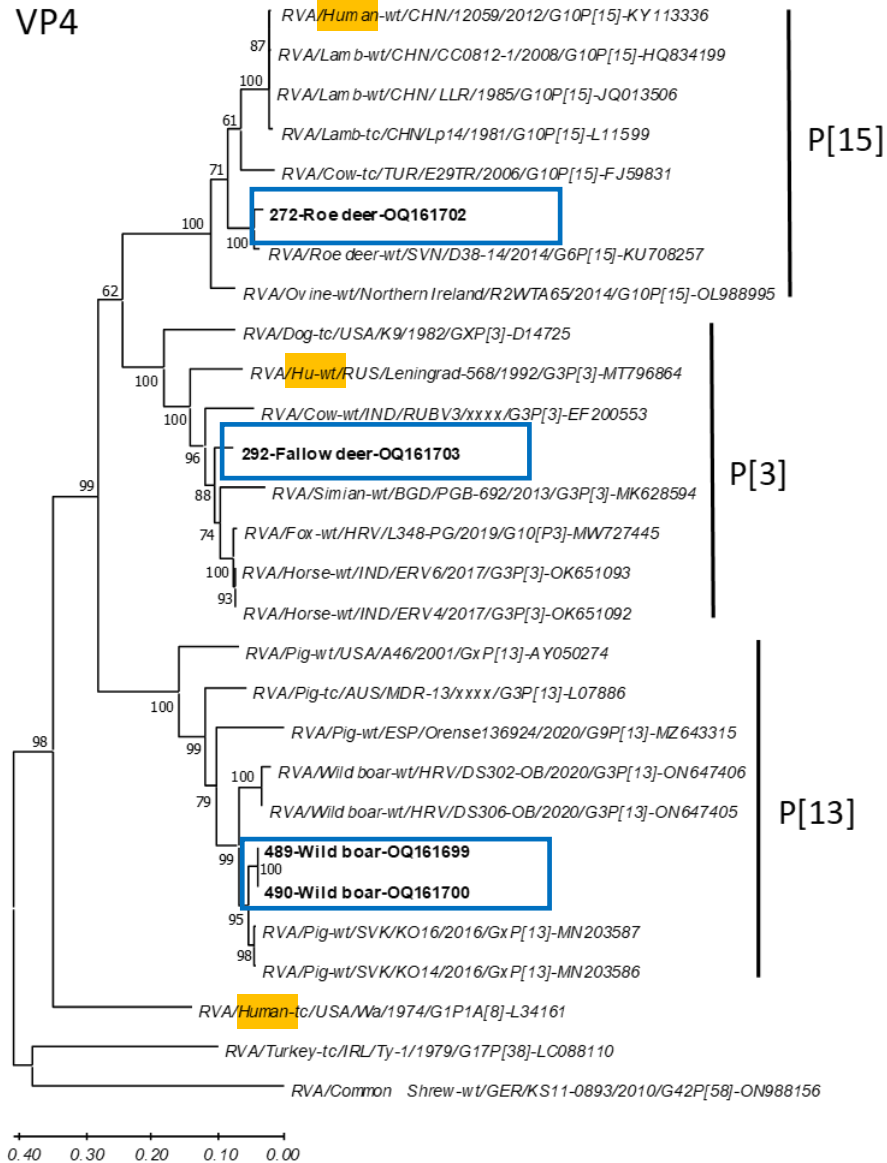 VP4
RVA/Human-wt/CHN/12059/2012/G10P[15]-KY113336
87
RVA/Lamb-wt/CHN/CC0812-1/2008/G10P[15]-HQ834199
100
RVA/Lamb-wt/CHN/ LLR/1985/G10P[15]-JQ013506
61
RVA/Lamb-tc/CHN/Lp14/1981/G10P[15]-L11599
P[15]
71
RVA/Cow-tc/TUR/E29TR/2006/G10P[15]-FJ59831
272-Roe deer-OQ161702
100
100
RVA/Roe deer-wt/SVN/D38-14/2014/G6P[15]-KU708257
62
RVA/Ovine-wt/Northern Ireland/R2WTA65/2014/G10P[15]-OL988995
RVA/Dog-tc/USA/K9/1982/GXP[3]-D14725
100
RVA/Hu-wt/RUS/Leningrad-568/1992/G3P[3]-MT796864
100
RVA/Cow-wt/IND/RUBV3/xxxx/G3P[3]-EF200553
96
292-Fallow deer-OQ161703
P[3]
99
88
RVA/Simian-wt/BGD/PGB-692/2013/G3P[3]-MK628594
74
RVA/Fox-wt/HRV/L348-PG/2019/G10[P3]-MW727445
100
RVA/Horse-wt/IND/ERV6/2017/G3P[3]-OK651093
93
RVA/Horse-wt/IND/ERV4/2017/G3P[3]-OK651092
RVA/Pig-wt/USA/A46/2001/GxP[13]-AY050274
100
RVA/Pig-tc/AUS/MDR-13/xxxx/G3P[13]-L07886
98
99
RVA/Pig-wt/ESP/Orense136924/2020/G9P[13]-MZ643315
79
100
RVA/Wild boar-wt/HRV/DS302-OB/2020/G3P[13]-ON647406
RVA/Wild boar-wt/HRV/DS306-OB/2020/G3P[13]-ON647405
P[13]
99
489-Wild boar-OQ161699
100
490-Wild boar-OQ161700
95
RVA/Pig-wt/SVK/KO16/2016/GxP[13]-MN203587
98
RVA/Pig-wt/SVK/KO14/2016/GxP[13]-MN203586
RVA/Human-tc/USA/Wa/1974/G1P1A[8]-L34161
RVA/Turkey-tc/IRL/Ty-1/1979/G17P[38]-LC088110
RVA/Common Shrew-wt/GER/KS11-0893/2010/G42P[58]-ON988156
0.40 0.30 0.20 0.10 0.00